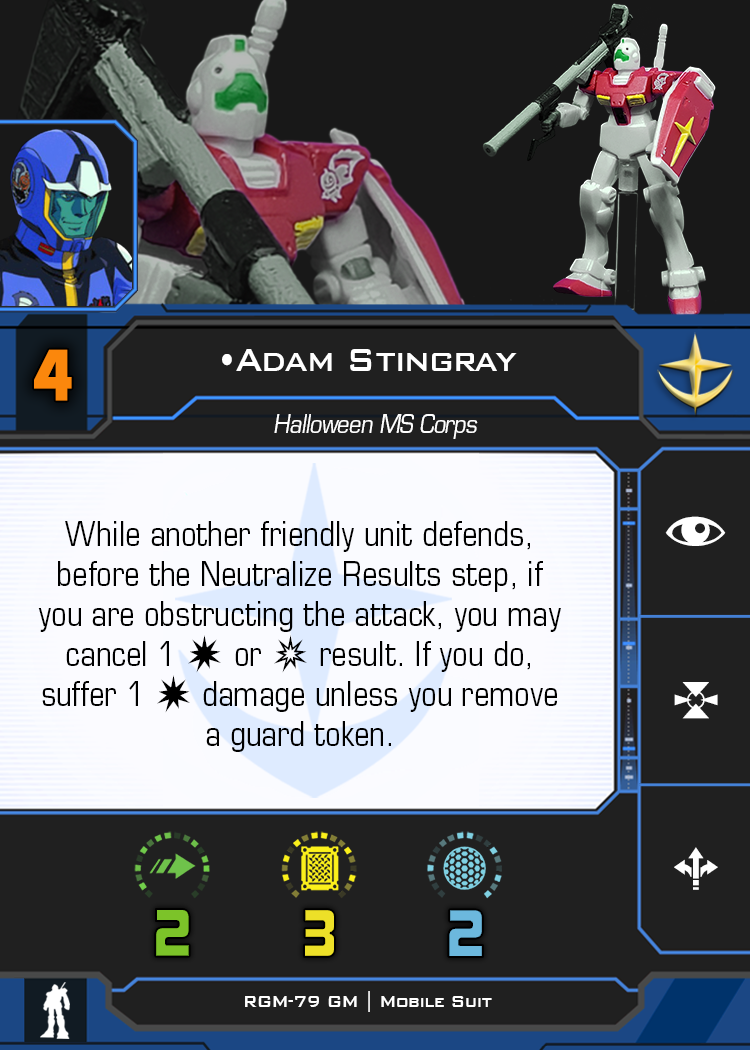 4
•Adam Stingray
Halloween MS Corps
While another friendly unit defends,
before the Neutralize Results step, if
you are obstructing the attack, you may
cancel 1 or result. If you do,
suffer 1 damage unless you remove
a guard token.
2 3 2
RGM-79 GM | Mobile Suit